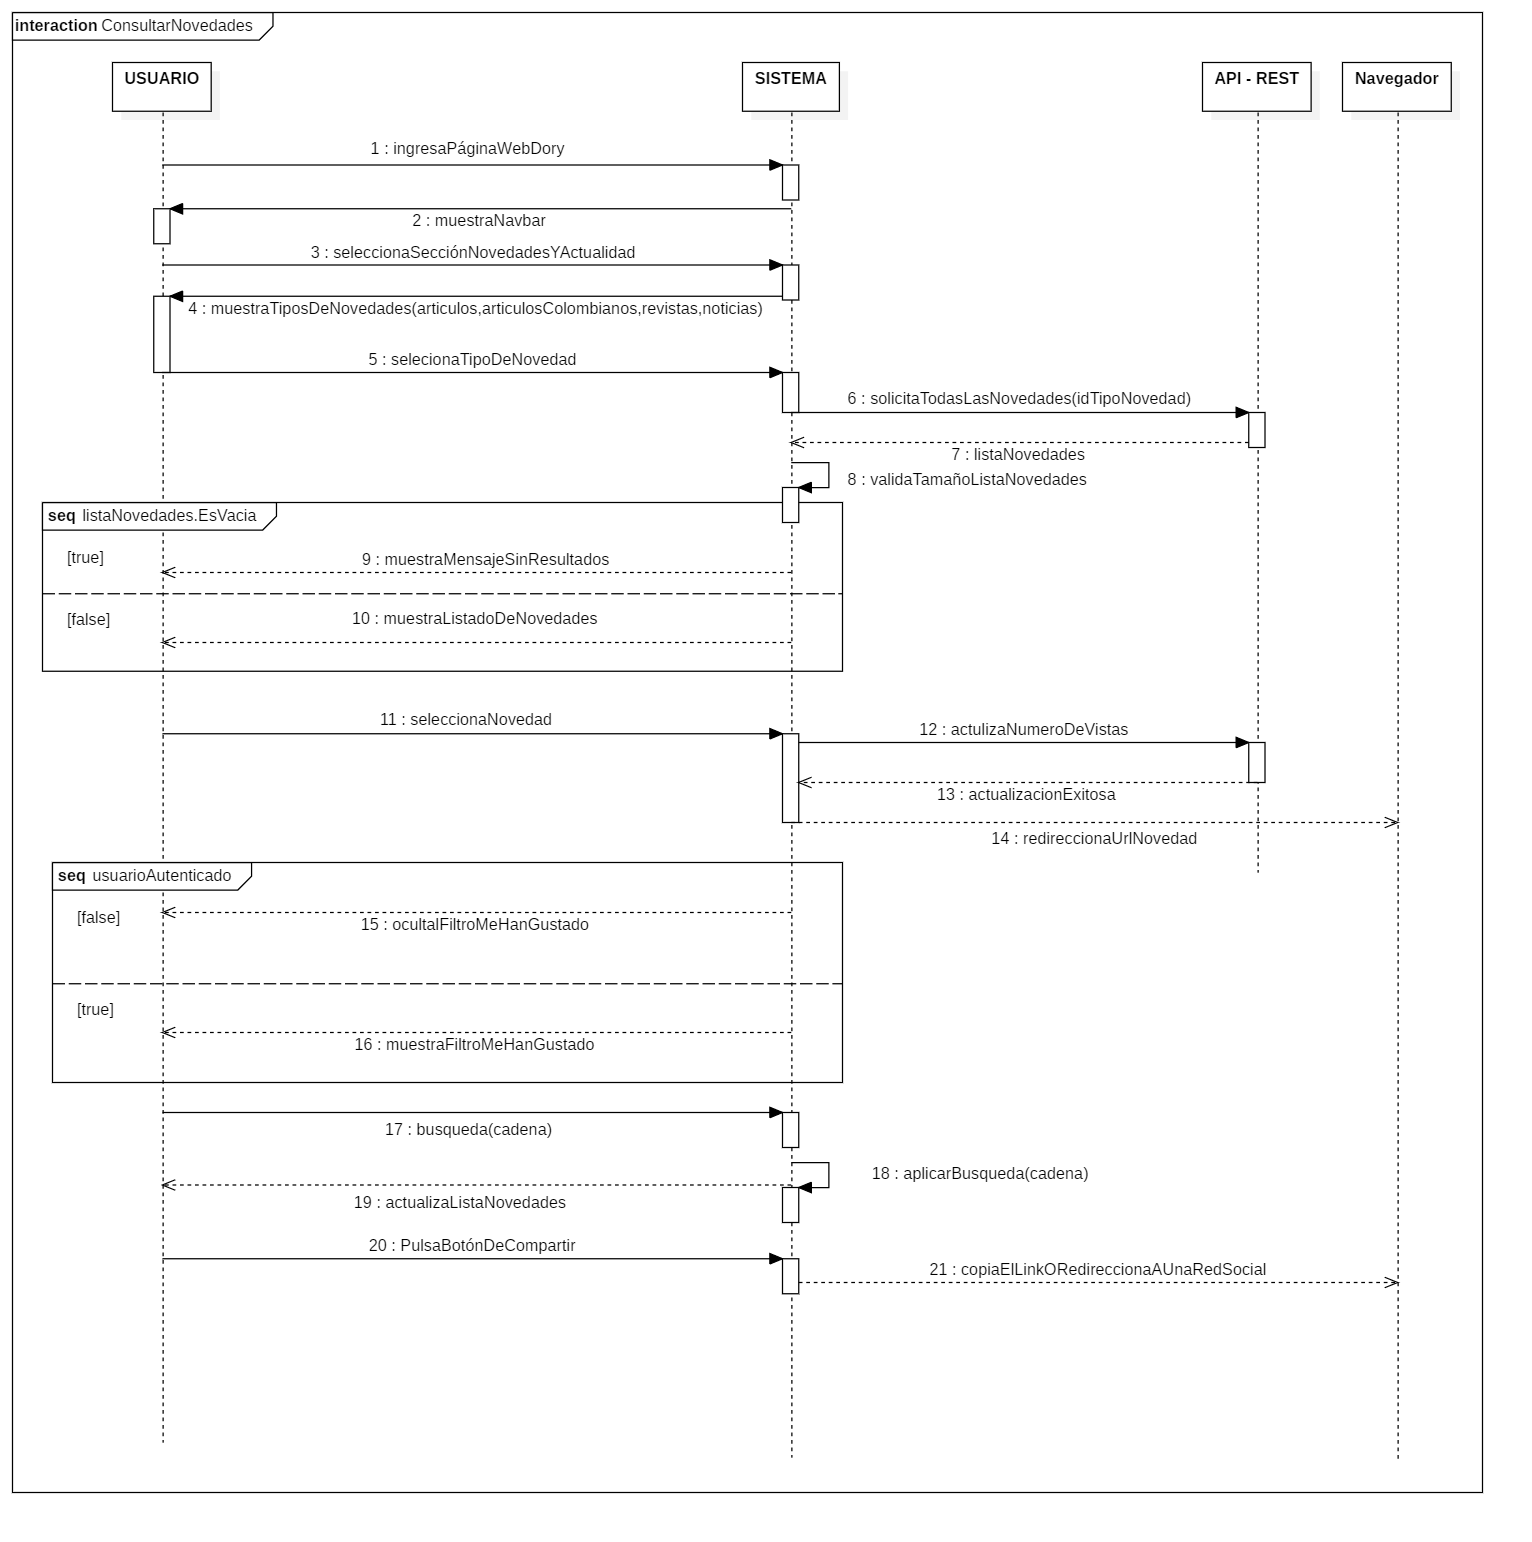 interaction ConsultarNovedades
USUARIO
SISTEMA
API - REST
Navegador
1 : ingresaPáginaWebDory
2 : muestraNavbar
3 : seleccionaSecciónNovedadesYActualidad
4 : muestraTiposDeNovedades(articulos,articulosColombianos,revistas,noticias)
5 : selecionaTipoDeNovedad
6 : solicitaTodasLasNovedades(idTipoNovedad)
7 : listaNovedades
8 : validaTamañoListaNovedades
seq listaNovedades.EsVacia
[true]
9 : muestraMensajeSinResultados
[false]
10 : muestraListadoDeNovedades
11 : seleccionaNovedad
12 : actulizaNumeroDeVistas
13 : actualizacionExitosa
14 : redireccionaUrlNovedad
seq usuarioAutenticado
[false]
15 : ocultalFiltroMeHanGustado
[true]
16 : muestraFiltroMeHanGustado
17 : busqueda(cadena)
18 : aplicarBusqueda(cadena)
19 : actualizaListaNovedades
20 : PulsaBotónDeCompartir
21 : copiaElLinkORedireccionaAUnaRedSocial